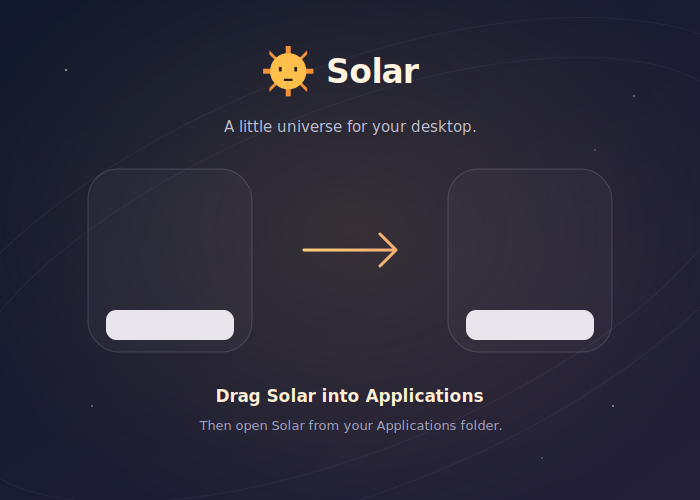 Solar
A little universe for your desktop.
Drag Solar into Applications
Then open Solar from your Applications folder.